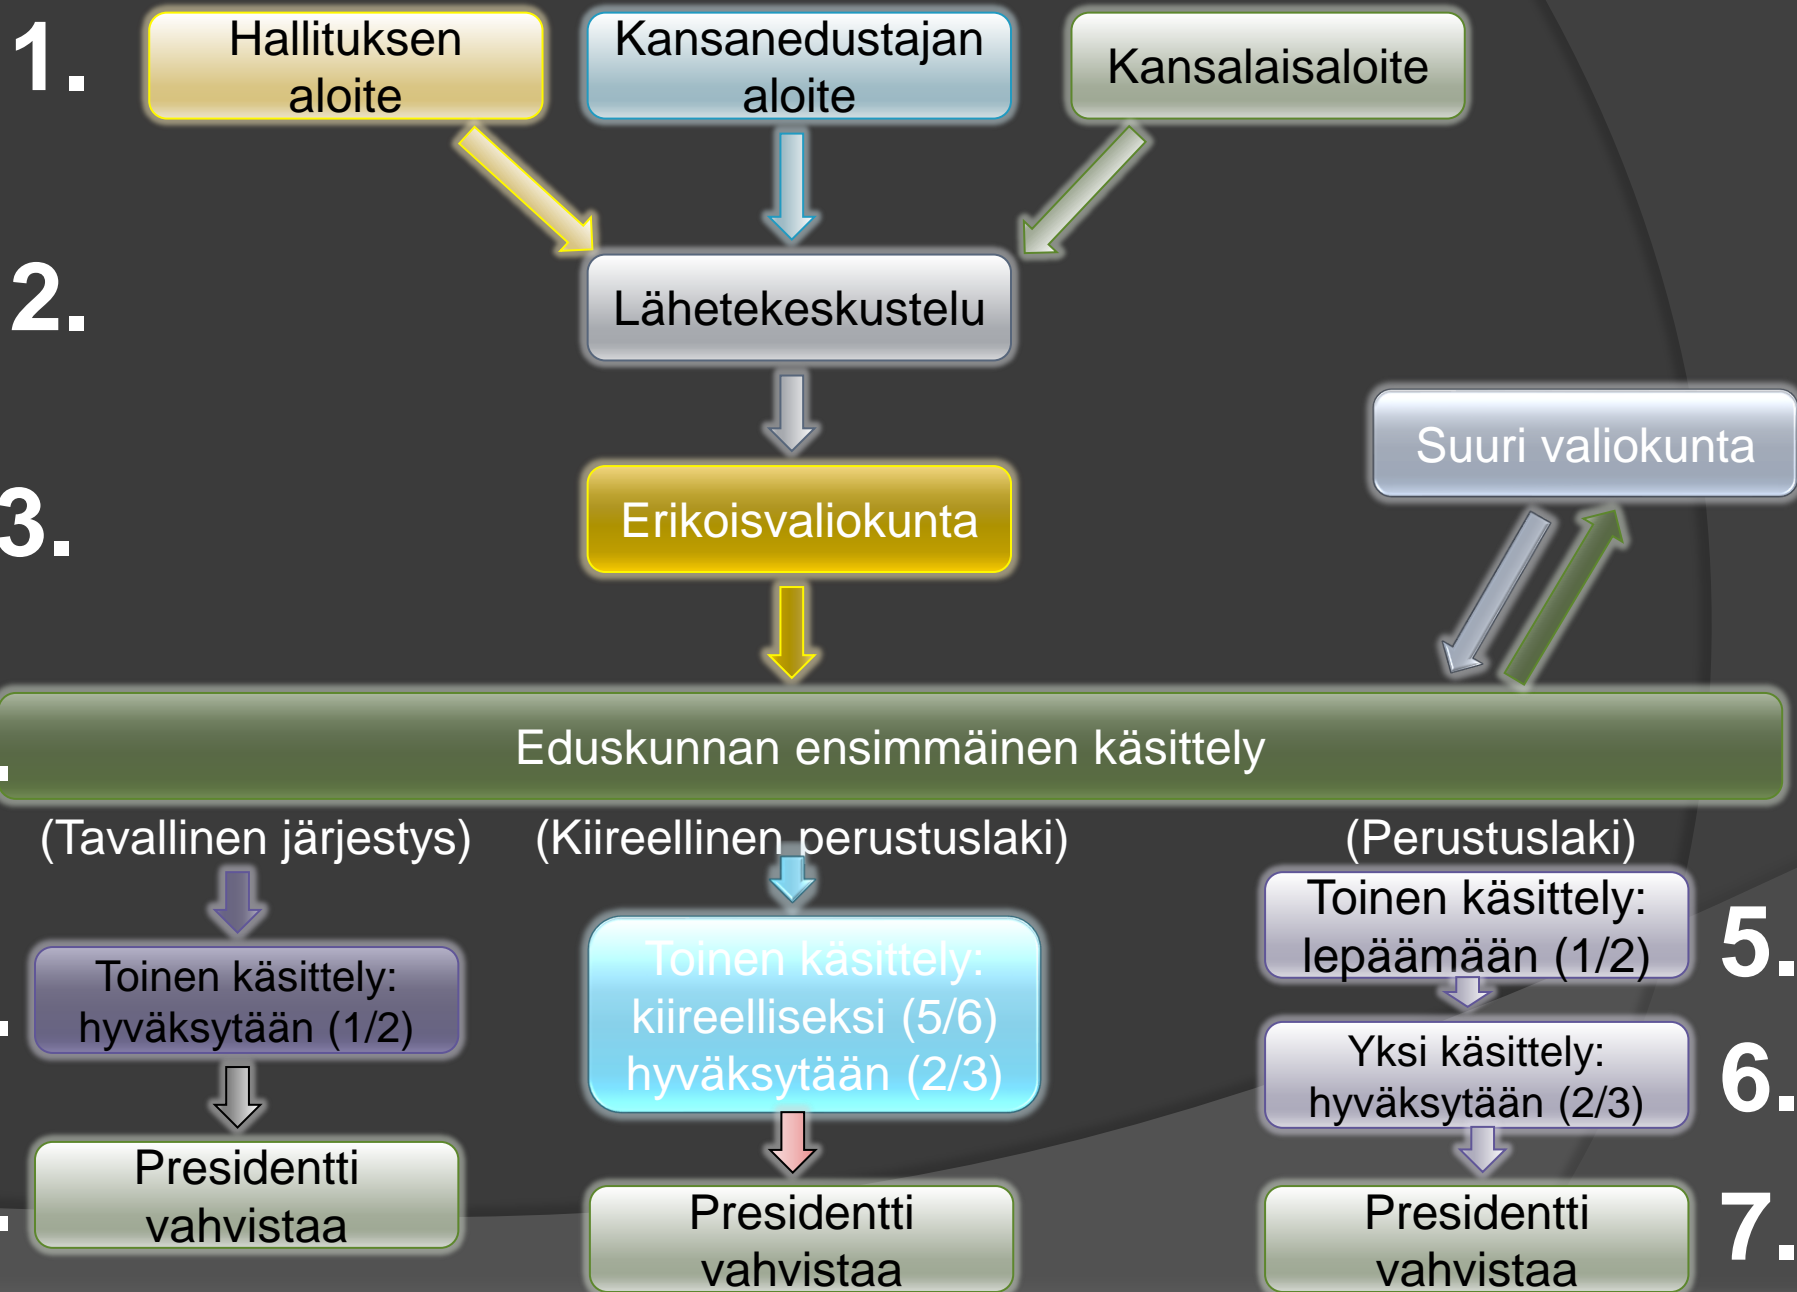 1.
Hallituksen
aloite
Kansanedustajan
aloite
Kansalaisaloite
2.
Lähetekeskustelu
Suuri valiokunta
3.
Erikoisvaliokunta
Eduskunnan ensimmäinen käsittely
.
(Tavallinen järjestys)
(Kiireellinen perustuslaki)
(Perustuslaki)
Toinen käsittely:
hyväksytään (1/2)
.
Presidentti
vahvistaa
.
Toinen käsittely:
kiireelliseksi (5/6)
hyväksytään (2/3)
Presidentti
vahvistaa
Toinen käsittely:
lepäämään (1/2)
5.
Yksi käsittely:
hyväksytään (2/3)
6.
Presidentti
vahvistaa
7.